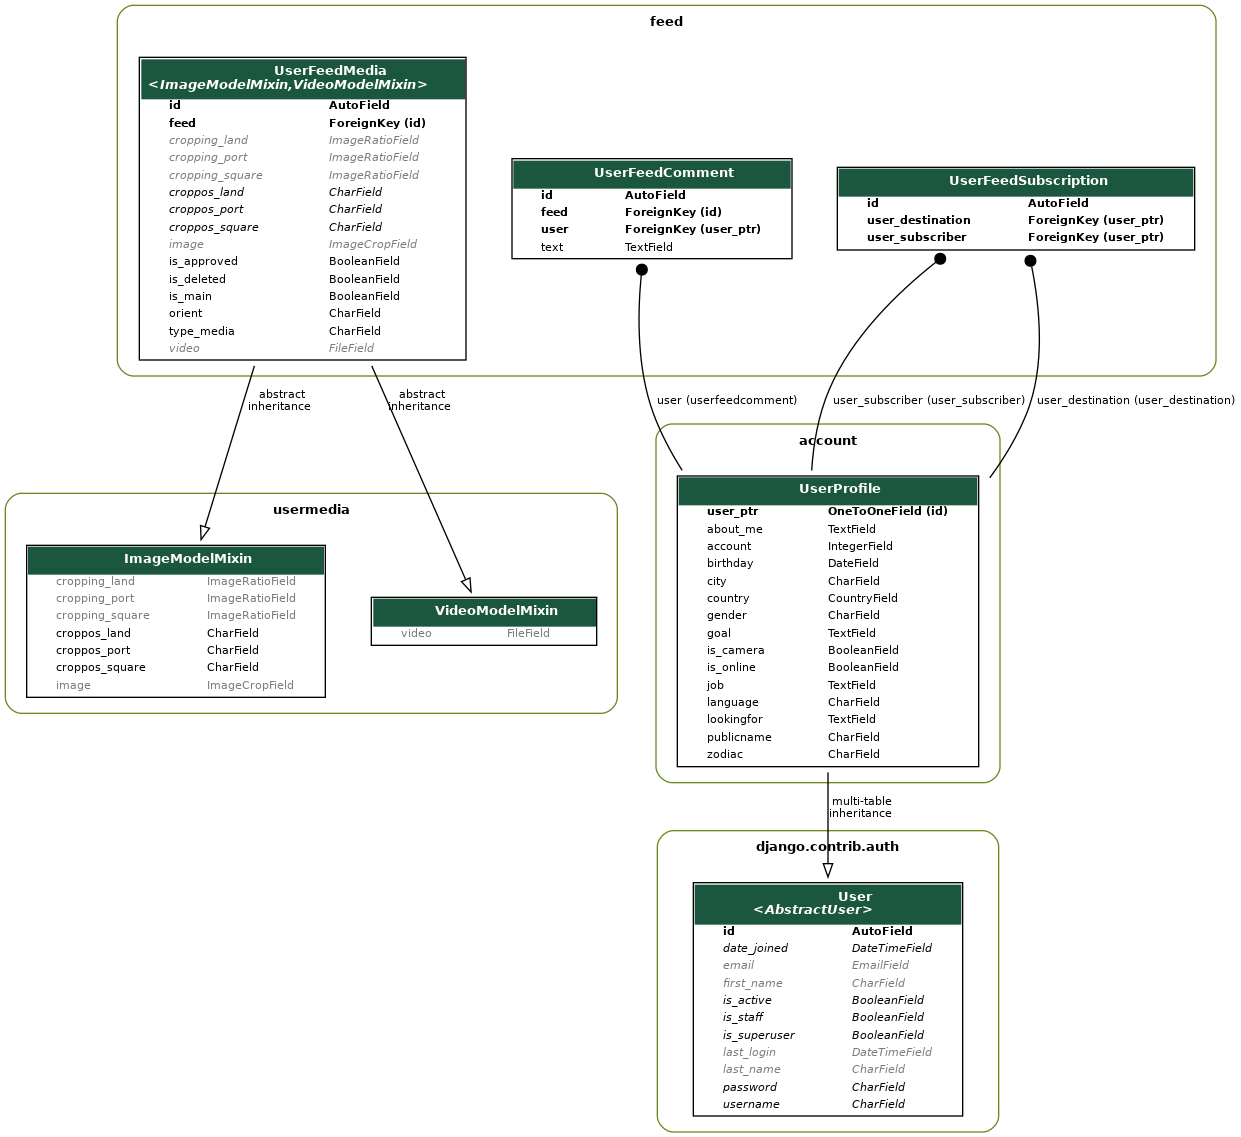 feed
UserFeedMedia
<ImageModelMixin,VideoModelMixin>
id AutoField
feed ForeignKey (id)
cropping_land ImageRatioField
cropping_port ImageRatioField
cropping_square ImageRatioField
croppos_land CharField
croppos_port CharField
croppos_square CharField
image ImageCropField
is_approved BooleanField
is_deleted BooleanField
is_main BooleanField
orient CharField
type_media CharField
video FileField
UserFeedComment
id AutoField
feed ForeignKey (id)
user ForeignKey (user_ptr)
text TextField
UserFeedSubscription
id AutoField
user_destination ForeignKey (user_ptr)
user_subscriber ForeignKey (user_ptr)
abstract
inheritance
abstract
inheritance
user (userfeedcomment)
user_subscriber (user_subscriber)
user_destination (user_destination)
usermedia
ImageModelMixin
cropping_land ImageRatioField
cropping_port ImageRatioField
cropping_square ImageRatioField
croppos_land CharField
croppos_port CharField
croppos_square CharField
image ImageCropField
VideoModelMixin
video FileField
account
UserProfile
user_ptr OneToOneField (id)
about_me TextField
account IntegerField
birthday DateField
city CharField
country CountryField
gender CharField
goal TextField
is_camera BooleanField
is_online BooleanField
job TextField
language CharField
lookingfor TextField
publicname CharField
zodiac CharField
multi-table
inheritance
django.contrib.auth
User
<AbstractUser>
id AutoField
date_joined DateTimeField
email EmailField
first_name CharField
is_active BooleanField
is_staff BooleanField
is_superuser BooleanField
last_login DateTimeField
last_name CharField
password CharField
username CharField